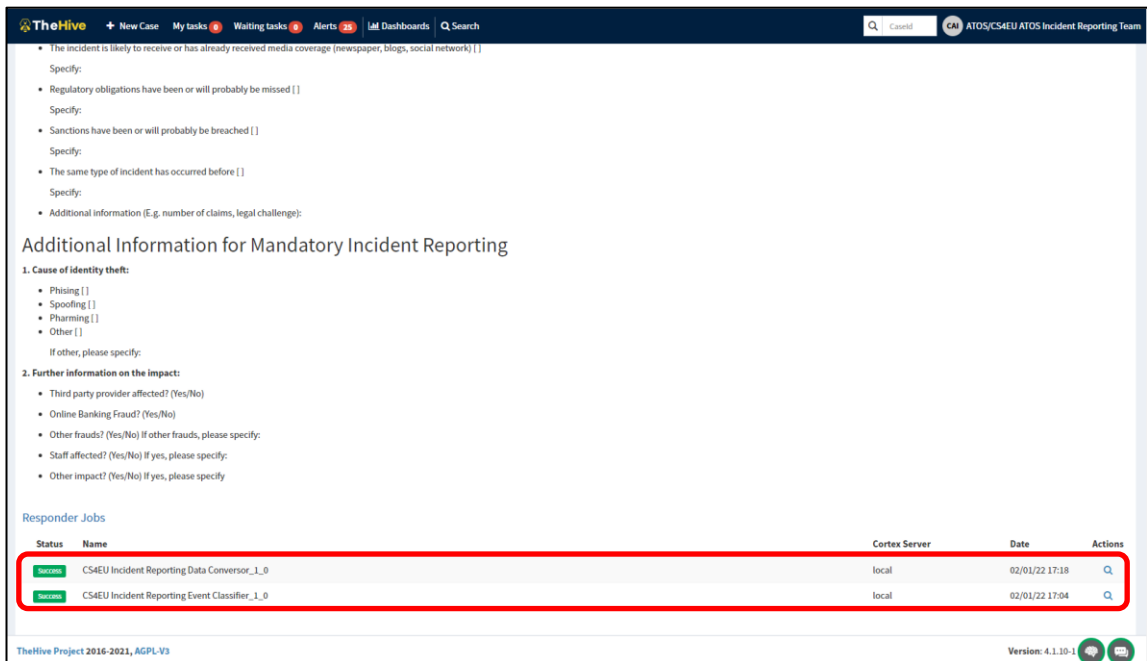 TheHive + New Case My tasks 0 Waiting tasks 0 Alerts 25 Dashboards Search CaseId CAI ATOS/CS4EU ATOS Incident Reporting Team
• The incident is likely to receive or has already received media coverage (newspaper, blogs, social network) [ ]
Specify:
• Regulatory obligations have been or will probably be missed [ ]
Specify:
• Sanctions have been or will probably be breached [ ]
Specify:
• The same type of incident has occurred before [ ]
Specify:
• Additional information (E.g. number of claims, legal challenge):
Additional Information for Mandatory Incident Reporting
1. Cause of identity theft:
• Phising [ ]
• Spoofing [ ]
• Pharming [ ]
• Other [ ]
If other, please specify:
2. Further information on the impact:
• Third party provider affected? (Yes/No)
• Online Banking Fraud? (Yes/No)
• Other frauds? (Yes/No) If other frauds, please specify:
• Staff affected? (Yes/No) If yes, please specify:
• Other impact? (Yes/No) If yes, please specify
Responder Jobs
Status Name Cortex Server Date Actions
Success CS4EU Incident Reporting Data Conversor_1_0 local 02/01/22 17:18
Success CS4EU Incident Reporting Event Classifier_1_0 local 02/01/22 17:04
TheHive Project 2016-2021, AGPL-V3 Version: 4.1.10-1